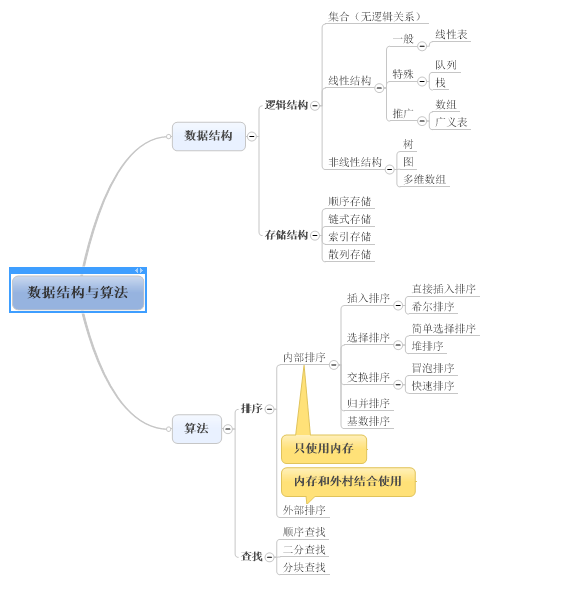 集合（无逻辑关系）
一般
线性表
线性结构
特殊
队列
栈
推广
数组
广义表
逻辑结构
数据结构
非线性结构
树
图
多维数组
存储结构
顺序存储
链式存储
索引存储
散列存储
数据结构与算法
算法
排序
内部排序
插入排序
直接插入排序
希尔排序
选择排序
简单选择排序
堆排序
交换排序
冒泡排序
快速排序
归并排序
基数排序
只使用内存
内存和外村结合使用
外部排序
查找
顺序查找
二分查找
分块查找